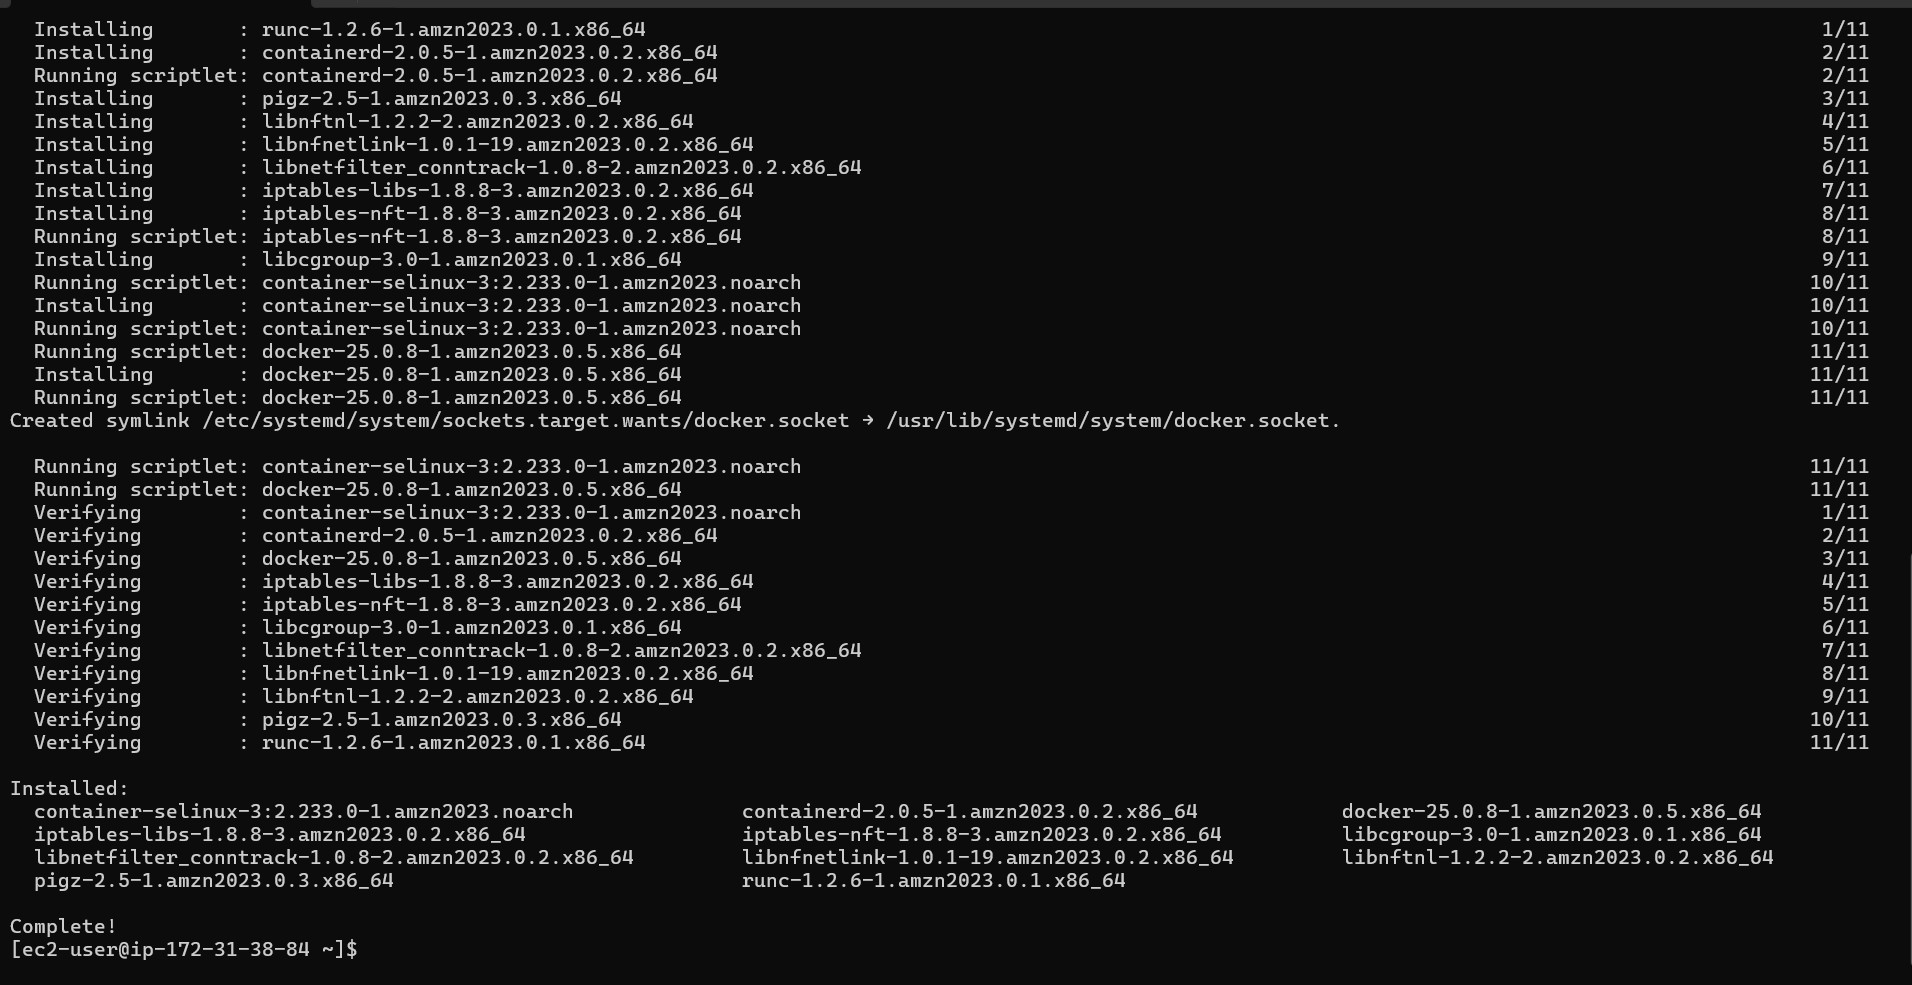 Installing : runc-1.2.6-1.amzn2023.0.1.x86_64 1/11
Installing : containerd-2.0.5-1.amzn2023.0.2.x86_64 2/11
Running scriptlet: containerd-2.0.5-1.amzn2023.0.2.x86_64 2/11
Installing : pigz-2.5-1.amzn2023.0.3.x86_64 3/11
Installing : libnftnl-1.2.2-2.amzn2023.0.2.x86_64 4/11
Installing : libnfnetlink-1.0.1-19.amzn2023.0.2.x86_64 5/11
Installing : libnetfilter_conntrack-1.0.8-2.amzn2023.0.2.x86_64 6/11
Installing : iptables-libs-1.8.8-3.amzn2023.0.2.x86_64 7/11
Installing : iptables-nft-1.8.8-3.amzn2023.0.2.x86_64 8/11
Running scriptlet: iptables-nft-1.8.8-3.amzn2023.0.2.x86_64 8/11
Installing : libcgroup-3.0-1.amzn2023.0.1.x86_64 9/11
Running scriptlet: container-selinux-3:2.233.0-1.amzn2023.noarch 10/11
Installing : container-selinux-3:2.233.0-1.amzn2023.noarch 10/11
Running scriptlet: container-selinux-3:2.233.0-1.amzn2023.noarch 10/11
Running scriptlet: docker-25.0.8-1.amzn2023.0.5.x86_64 11/11
Installing : docker-25.0.8-1.amzn2023.0.5.x86_64 11/11
Running scriptlet: docker-25.0.8-1.amzn2023.0.5.x86_64 11/11
Created symlink /etc/systemd/system/sockets.target.wants/docker.socket → /usr/lib/systemd/system/docker.socket.
Running scriptlet: container-selinux-3:2.233.0-1.amzn2023.noarch 11/11
Running scriptlet: docker-25.0.8-1.amzn2023.0.5.x86_64 11/11
Verifying : container-selinux-3:2.233.0-1.amzn2023.noarch 1/11
Verifying : containerd-2.0.5-1.amzn2023.0.2.x86_64 2/11
Verifying : docker-25.0.8-1.amzn2023.0.5.x86_64 3/11
Verifying : iptables-libs-1.8.8-3.amzn2023.0.2.x86_64 4/11
Verifying : iptables-nft-1.8.8-3.amzn2023.0.2.x86_64 5/11
Verifying : libcgroup-3.0-1.amzn2023.0.1.x86_64 6/11
Verifying : libnetfilter_conntrack-1.0.8-2.amzn2023.0.2.x86_64 7/11
Verifying : libnfnetlink-1.0.1-19.amzn2023.0.2.x86_64 8/11
Verifying : libnftnl-1.2.2-2.amzn2023.0.2.x86_64 9/11
Verifying : pigz-2.5-1.amzn2023.0.3.x86_64 10/11
Verifying : runc-1.2.6-1.amzn2023.0.1.x86_64 11/11
Installed:
container-selinux-3:2.233.0-1.amzn2023.noarch containerd-2.0.5-1.amzn2023.0.2.x86_64 docker-25.0.8-1.amzn2023.0.5.x86_64
iptables-libs-1.8.8-3.amzn2023.0.2.x86_64 iptables-nft-1.8.8-3.amzn2023.0.2.x86_64 libcgroup-3.0-1.amzn2023.0.1.x86_64
libnetfilter_conntrack-1.0.8-2.amzn2023.0.2.x86_64 libnfnetlink-1.0.1-19.amzn2023.0.2.x86_64 libnftnl-1.2.2-2.amzn2023.0.2.x86_64
pigz-2.5-1.amzn2023.0.3.x86_64 runc-1.2.6-1.amzn2023.0.1.x86_64
Complete!
[ec2-user@ip-172-31-38-84 ~]$